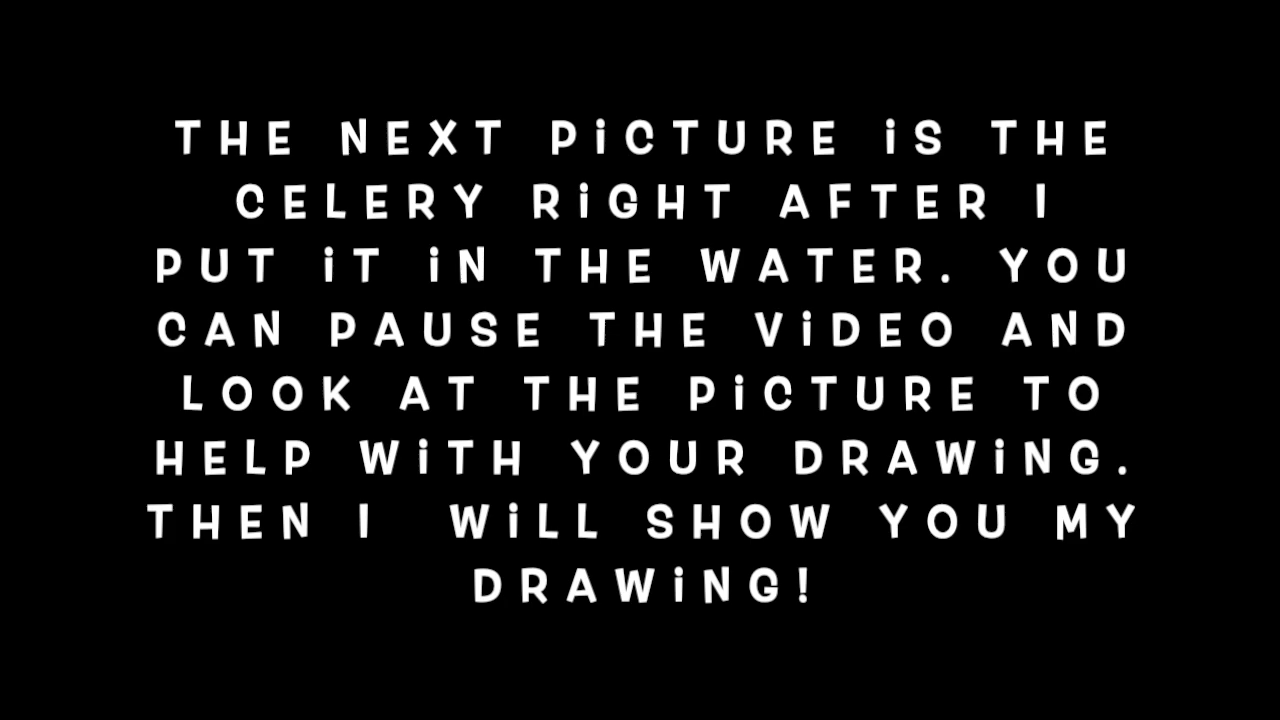 THE NEXT PiCTURE iS THE
CELERY RiGHT AFTER I
PUT iT iN THE WATER. YOU
CAN PAUSE THE ViDEO AND
LOOK AT THE PiCTURE TO
HELP WiTH YOUR DRAWiNG.
THEN I WiLL SHOW YOU MY
DRAWiNG!